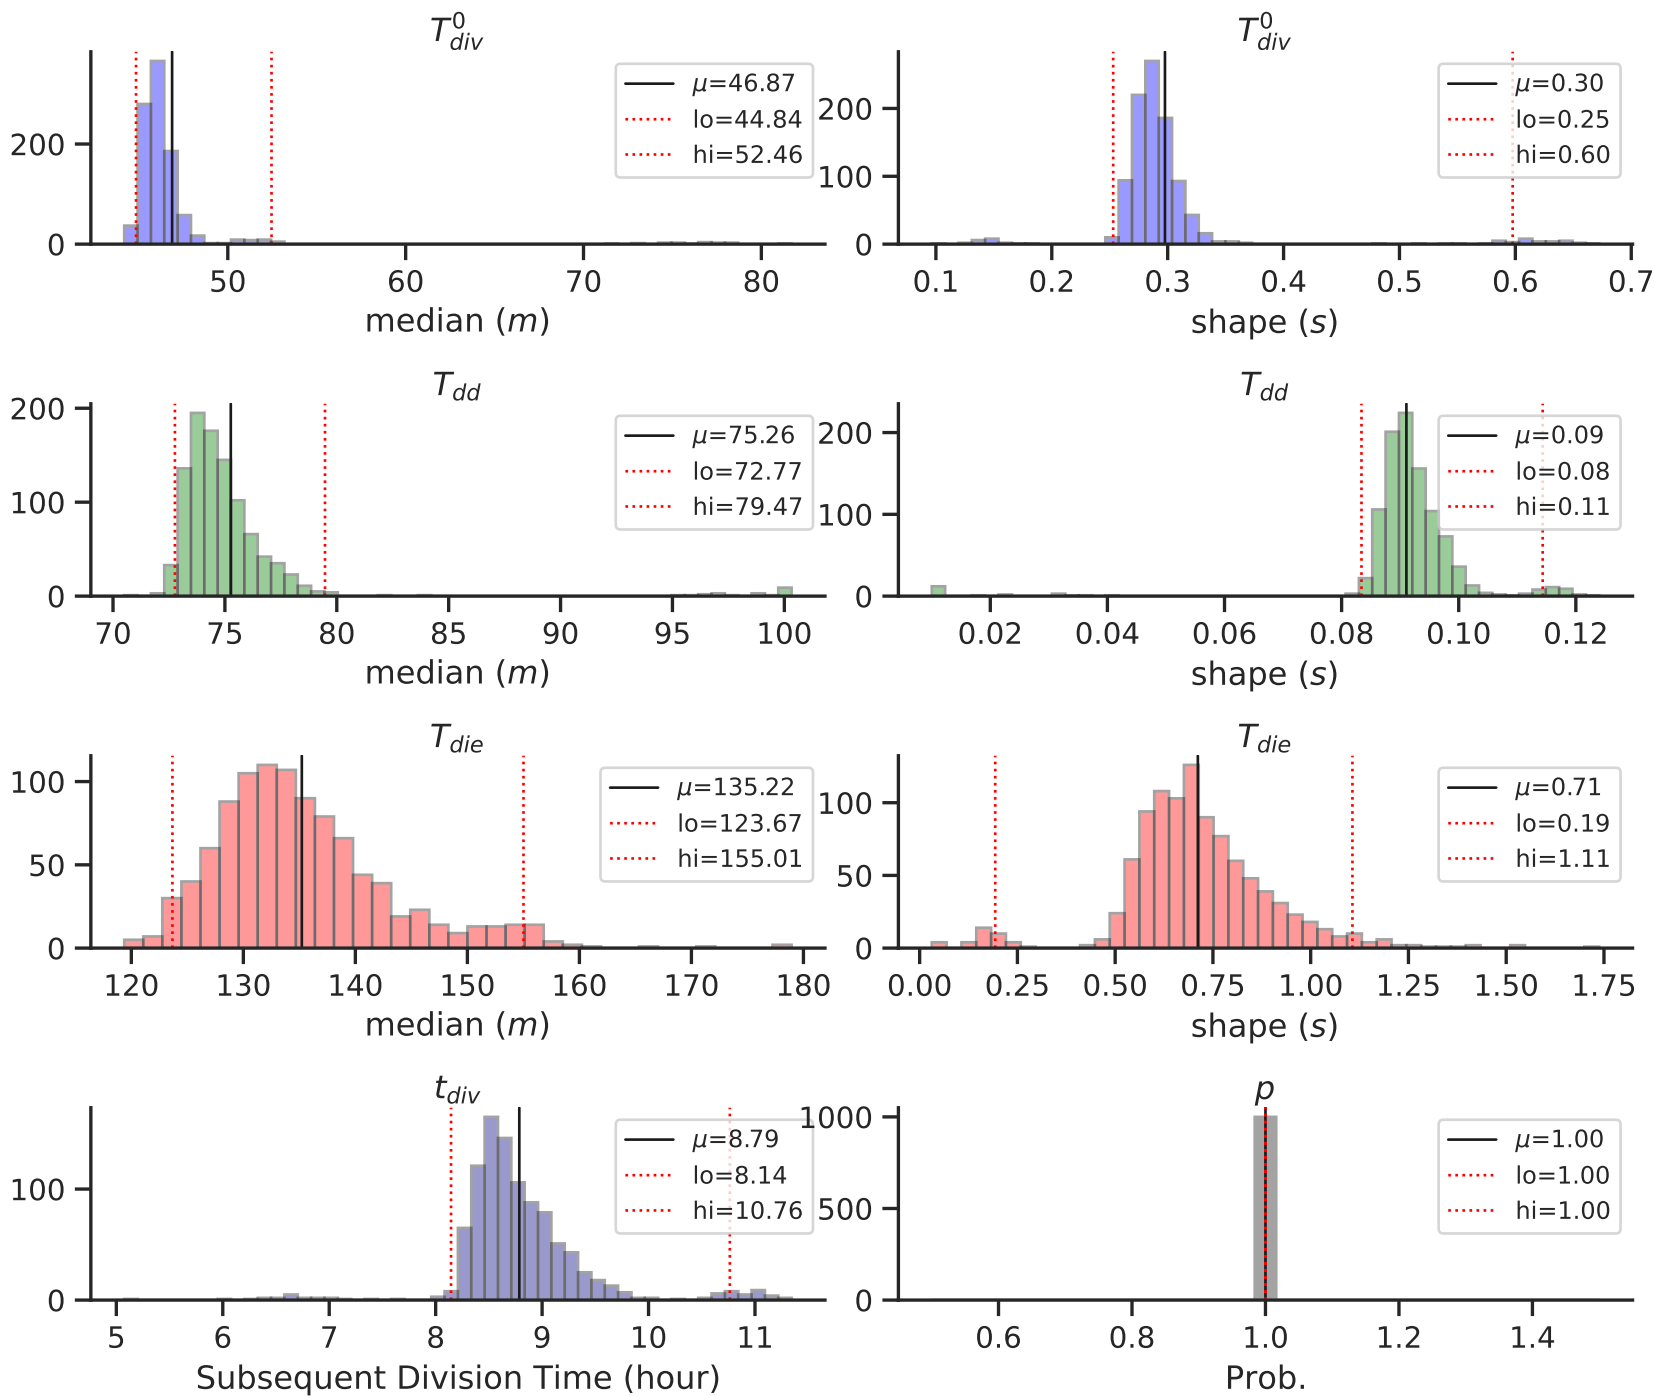 T⁰div
T⁰div
μ=46.87
lo=44.84
hi=52.46
200
0
50 60 70 80
median (m)
μ=0.30
lo=0.25
hi=0.60
200
100
0
0.1 0.2 0.3 0.4 0.5 0.6 0.7
shape (s)
Tdd
μ=75.26
lo=72.77
hi=79.47
200
100
0
70 75 80 85 90 95 100
median (m)
Tdd
μ=0.09
lo=0.08
hi=0.11
200
100
0
0.02 0.04 0.06 0.08 0.10 0.12
shape (s)
Tdie
μ=135.22
lo=123.67
hi=155.01
100
50
0
120 130 140 150 160 170 180
median (m)
Tdie
μ=0.71
lo=0.19
hi=1.11
100
50
0
0.00 0.25 0.50 0.75 1.00 1.25 1.50 1.75
shape (s)
tdiv
μ=8.79
lo=8.14
hi=10.76
100
0
5 6 7 8 9 10 11
Subsequent Division Time (hour)
p
μ=1.00
lo=1.00
hi=1.00
1000
500
0
0.6 0.8 1.0 1.2 1.4
Prob.